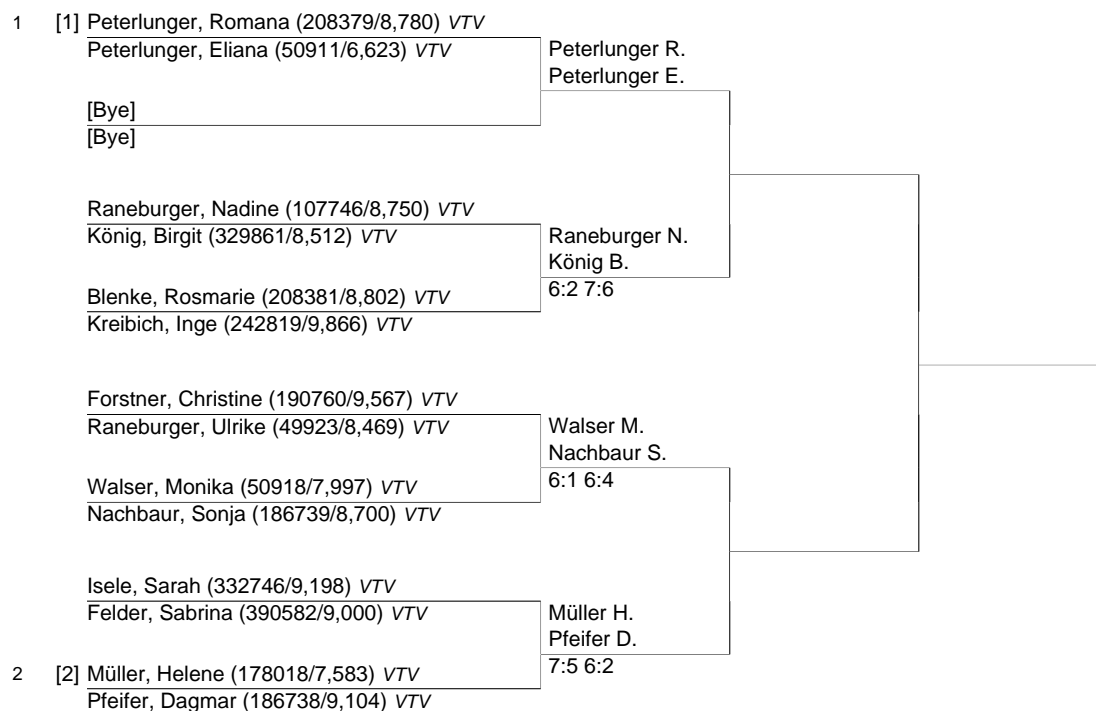 1 [1] Peterlunger, Romana (208379/8,780) VTV
Peterlunger, Eliana (50911/6,623) VTV
Peterlunger R.
Peterlunger E.
[Bye]
[Bye]
Raneburger, Nadine (107746/8,750) VTV
König, Birgit (329861/8,512) VTV
Raneburger N.
König B.
6:2 7:6
Blenke, Rosmarie (208381/8,802) VTV
Kreibich, Inge (242819/9,866) VTV
Forstner, Christine (190760/9,567) VTV
Raneburger, Ulrike (49923/8,469) VTV
Walser M.
Nachbaur S.
6:1 6:4
Walser, Monika (50918/7,997) VTV
Nachbaur, Sonja (186739/8,700) VTV
Isele, Sarah (332746/9,198) VTV
Felder, Sabrina (390582/9,000) VTV
Müller H.
Pfeifer D.
7:5 6:2
2 [2] Müller, Helene (178018/7,583) VTV
Pfeifer, Dagmar (186738/9,104) VTV